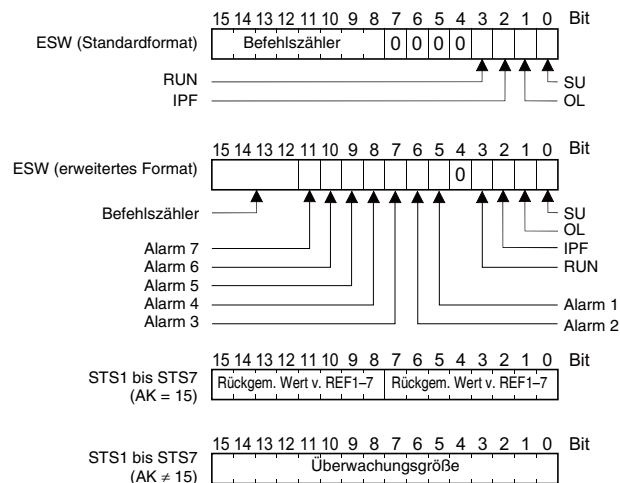 15 14 13 12 11 10 9 8 7 6 5 4 3 2 1 0 Bit
ESW (Standardformat) Befehlszähler 0 0 0 0
RUN SU
IPF OL
15 14 13 12 11 10 9 8 7 6 5 4 3 2 1 0 Bit
ESW (erweitertes Format) 0
Befehlszähler SU
OL
Alarm 7 IPF
Alarm 6 RUN
Alarm 5
Alarm 4 Alarm 1
Alarm 3 Alarm 2
15 14 13 12 11 10 9 8 7 6 5 4 3 2 1 0 Bit
STS1 bis STS7 Rückgem. Wert v. REF1–7 Rückgem. Wert v. REF1–7
(AK = 15)
15 14 13 12 11 10 9 8 7 6 5 4 3 2 1 0 Bit
STS1 bis STS7 Überwachungsgröße
(AK ≠ 15)